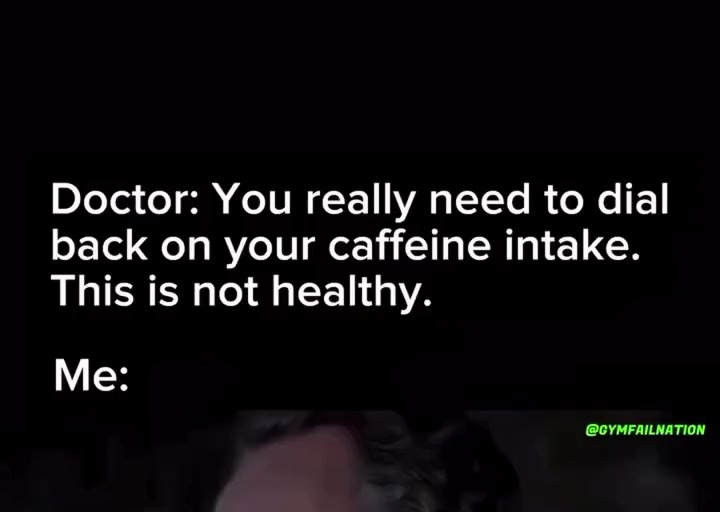 Doctor: You really need to dial
back on your caffeine intake.
This is not healthy.
Me:
@GYMFAILNATION